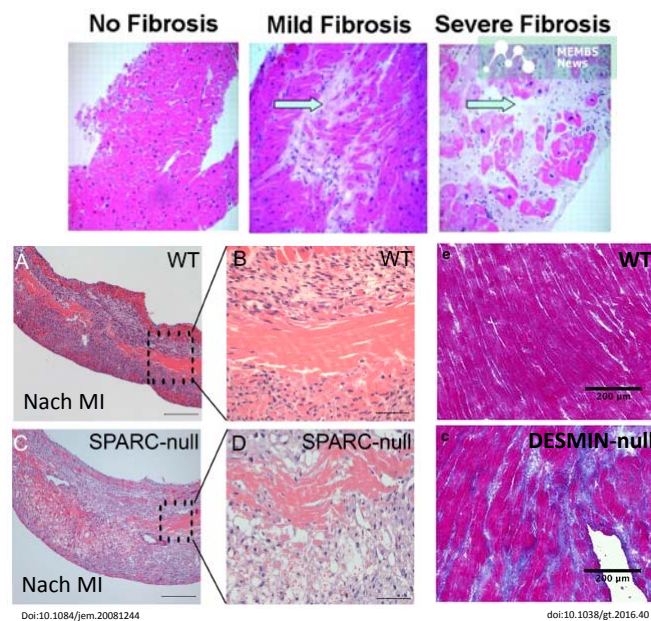 No Fibrosis
Mild Fibrosis
Severe Fibrosis
MEMBS
News
A
WT
Nach MI
B
WT
e
WT
200 µm
C
SPARC-null
Nach MI
D
SPARC-null
c
DESMIN-null
200 µm
Doi:10.1084/jem.20081244
doi:10.1038/gt.2016.40